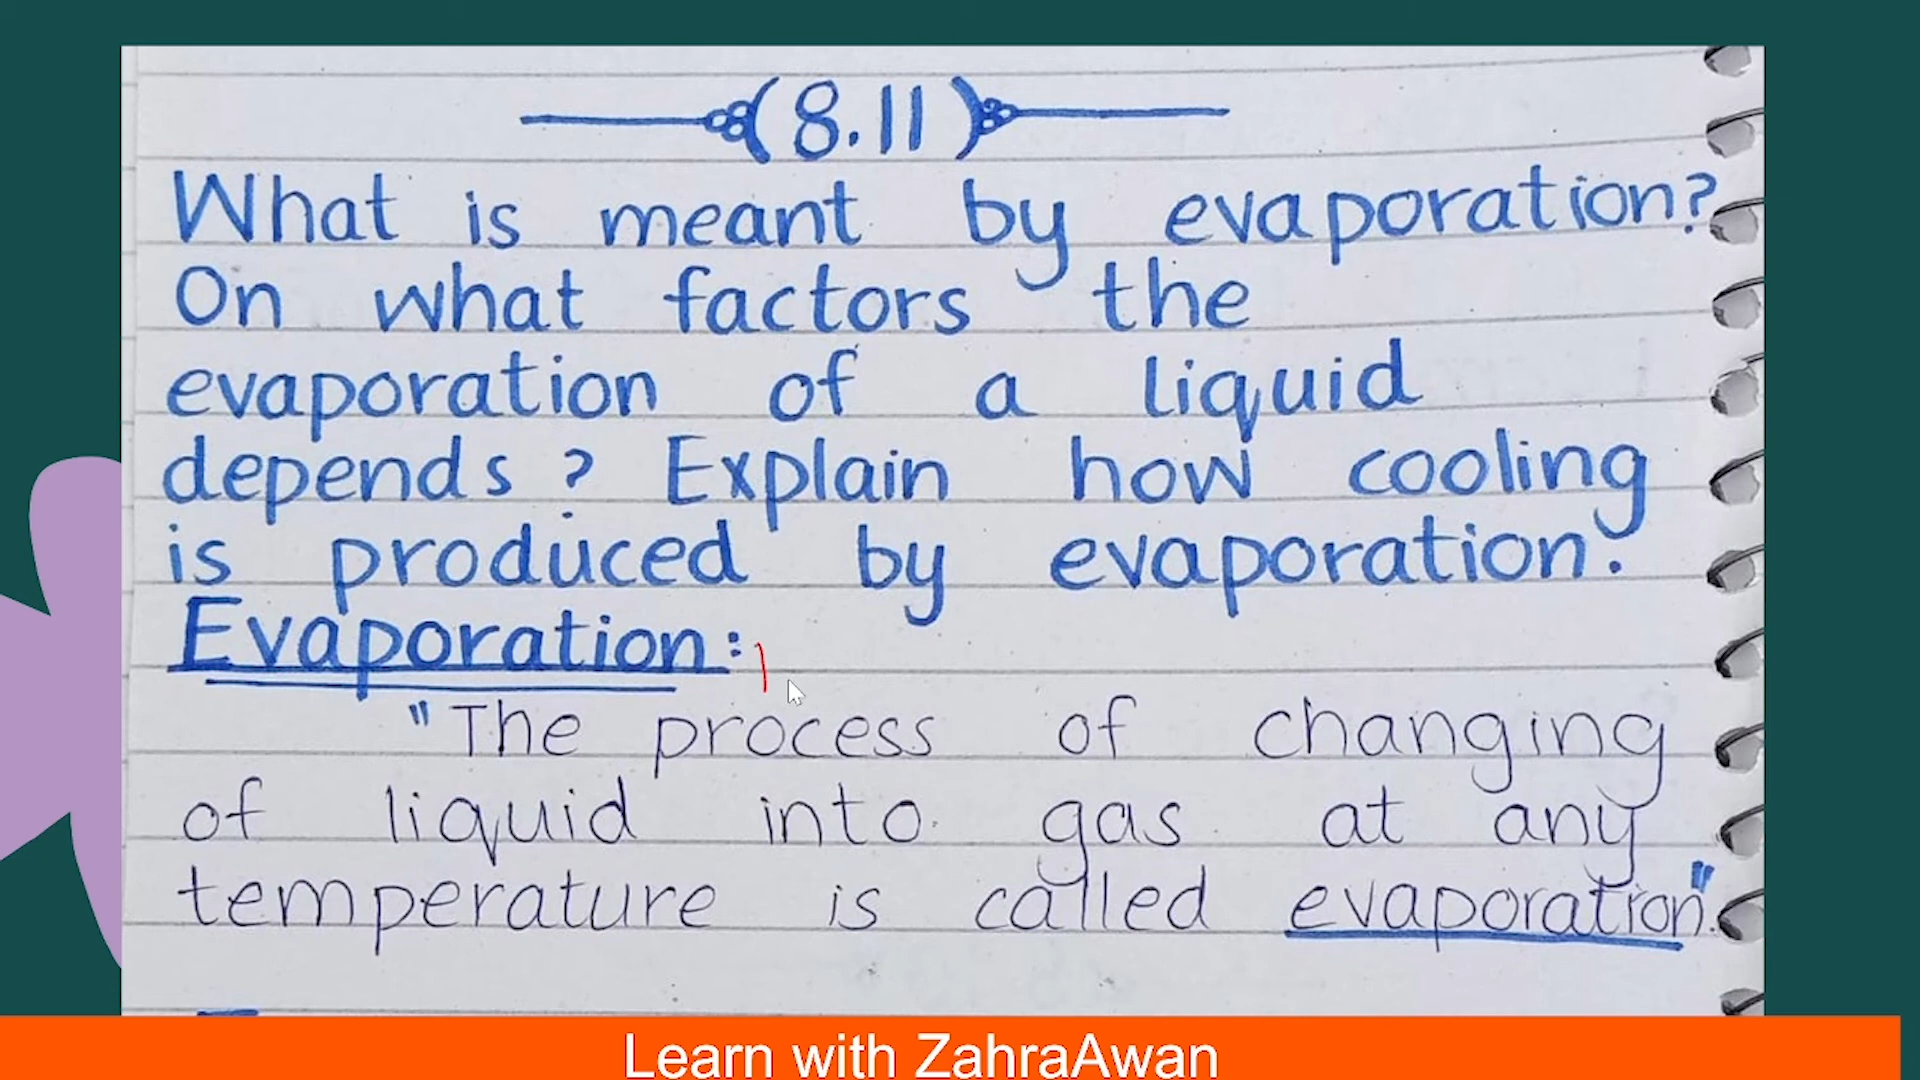 (8.11)
What is meant by evaporation?
On what factors the
evaporation of a liquid
depends? Explain how cooling
is produced by evaporation.
Evaporation:
"The process of changing
of liquid into gas at any
temperature is called evaporation".
Learn with ZahraAwan